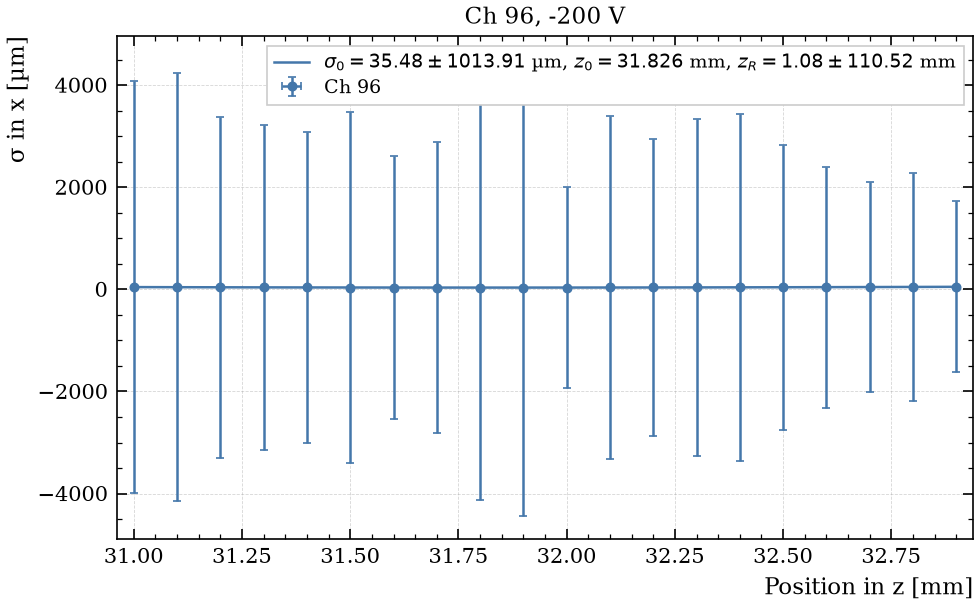 Ch 96, -200 V
σ in x [µm]
σ₀ = 35.48 ± 1013.91 µm, z₀ = 31.826 mm, z_R = 1.08 ± 110.52 mm
Ch 96
4000
2000
0
−2000
−4000
31.00 31.25 31.50 31.75 32.00 32.25 32.50 32.75
Position in z [mm]